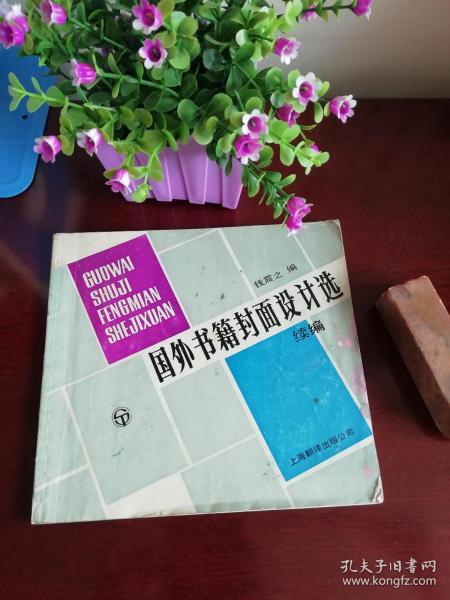 GUOWAI
SHUJI
FENGMIAN
SHEJIXUAN
钱震之 编
国外书籍封面设计选
续编
上海翻译出版公司
孔夫子旧书网
www.kongfz.com